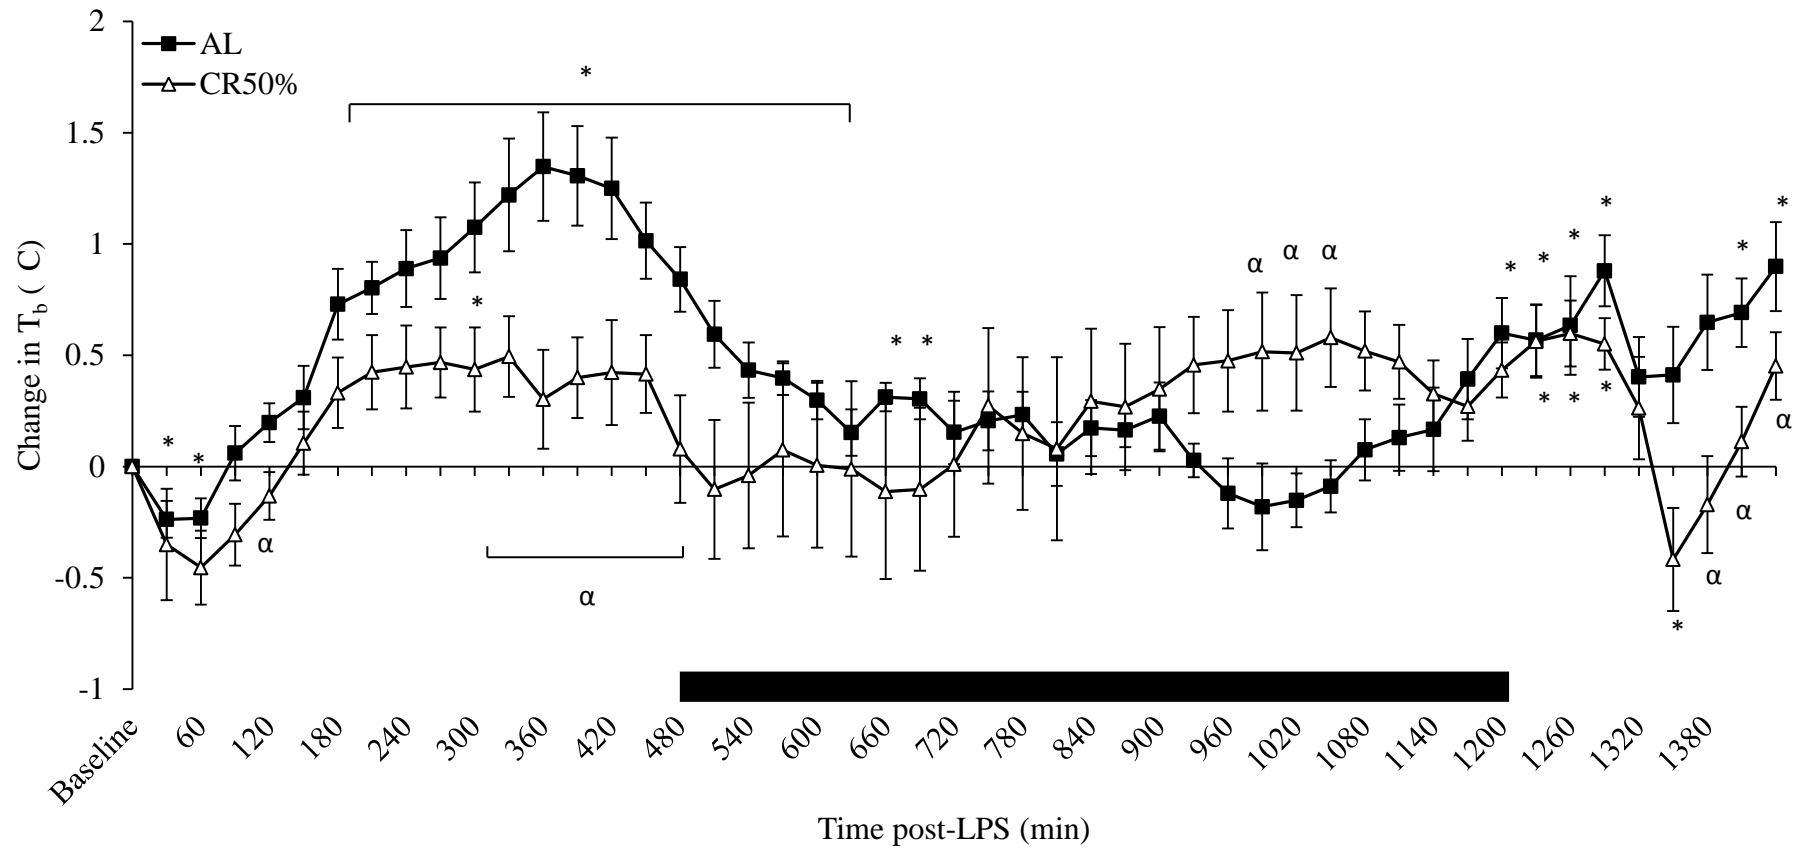 2
1.5
1
0.5
0
-0.5
-1
Change in Tb ( C)
AL
CR50%
*
*
*
*
* *
α α α
* * * *
* * *
* *
α
α
*
α
α
α
Baseline 60 120 180 240 300 360 420 480 540 600 660 720 780 840 900 960 1020 1080 1140 1200 1260 1320 1380
Time post-LPS (min)